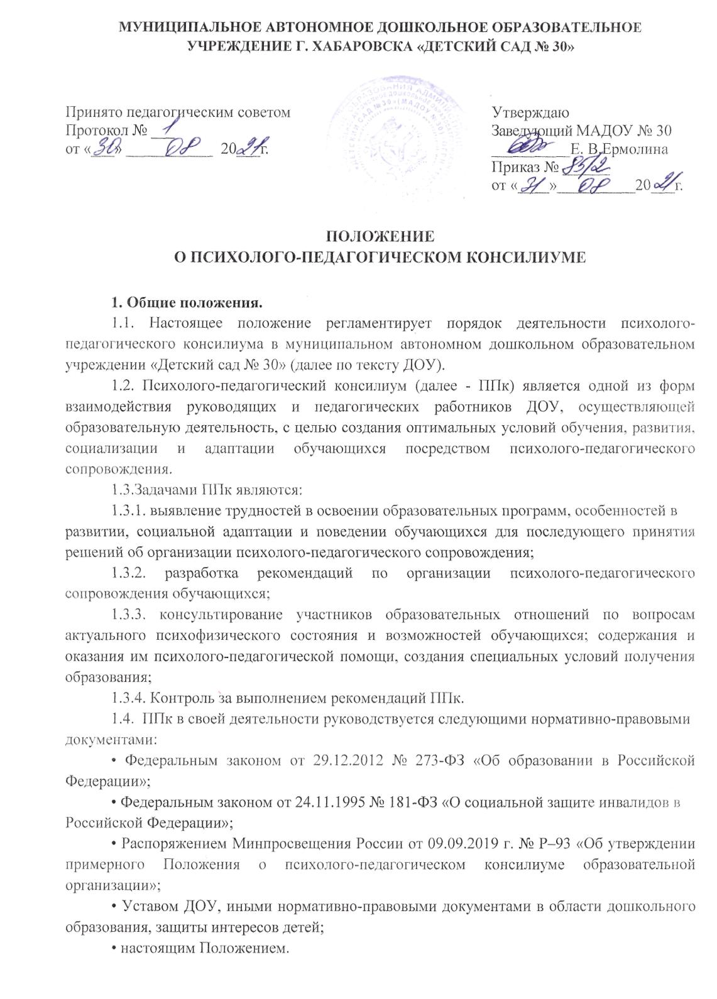 МУНИЦИПАЛЬНОЕ АВТОНОМНОЕ ДОШКОЛЬНОЕ ОБРАЗОВАТЕЛЬНОЕ
УЧРЕЖДЕНИЕ Г. ХАБАРОВСКА «ДЕТСКИЙ САД № 30»
Принято педагогическим советом
Протокол № 1
от «30» 08 2021г.
Утверждаю
Заведующий МАДОУ № 30
Е. В.Ермолина
Приказ № 85/2
от «31» 08 2021г.
ПОЛОЖЕНИЕ
О ПСИХОЛОГО-ПЕДАГОГИЧЕСКОМ КОНСИЛИУМЕ
1. Общие положения.
1.1. Настоящее положение регламентирует порядок деятельности психолого-
педагогического консилиума в муниципальном автономном дошкольном образовательном
учреждении «Детский сад № 30» (далее по тексту ДОУ).
1.2. Психолого-педагогический консилиум (далее - ППк) является одной из форм
взаимодействия руководящих и педагогических работников ДОУ, осуществляющей
образовательную деятельность, с целью создания оптимальных условий обучения, развития,
социализации и адаптации обучающихся посредством психолого-педагогического
сопровождения.
1.3.Задачами ППк являются:
1.3.1. выявление трудностей в освоении образовательных программ, особенностей в
развитии, социальной адаптации и поведении обучающихся для последующего принятия
решений об организации психолого-педагогического сопровождения;
1.3.2. разработка рекомендаций по организации психолого-педагогического
сопровождения обучающихся;
1.3.3. консультирование участников образовательных отношений по вопросам
актуального психофизического состояния и возможностей обучающихся; содержания и
оказания им психолого-педагогической помощи, создания специальных условий получения
образования;
1.3.4. Контроль за выполнением рекомендаций ППк.
1.4. ППк в своей деятельности руководствуется следующими нормативно-правовыми
документами:
• Федеральным законом от 29.12.2012 № 273-ФЗ «Об образовании в Российской
Федерации»;
• Федеральным законом от 24.11.1995 № 181-ФЗ «О социальной защите инвалидов в
Российской Федерации»;
• Распоряжением Минпросвещения России от 09.09.2019 г. № Р–93 «Об утверждении
примерного Положения о психолого-педагогическом консилиуме образовательной
организации»;
• Уставом ДОУ, иными нормативно-правовыми документами в области дошкольного
образования, защиты интересов детей;
• настоящим Положением.